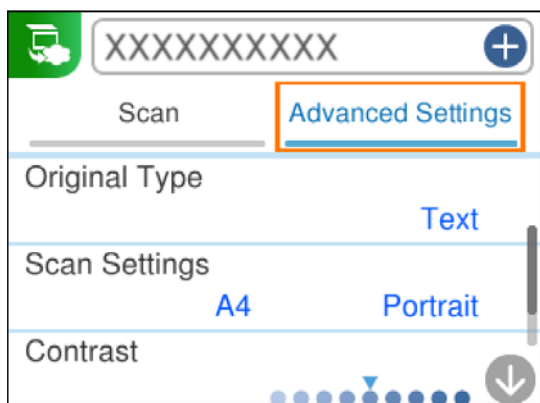 XXXXXXXXXX
Scan Advanced Settings
Original Type
Text
Scan Settings
A4 Portrait
Contrast